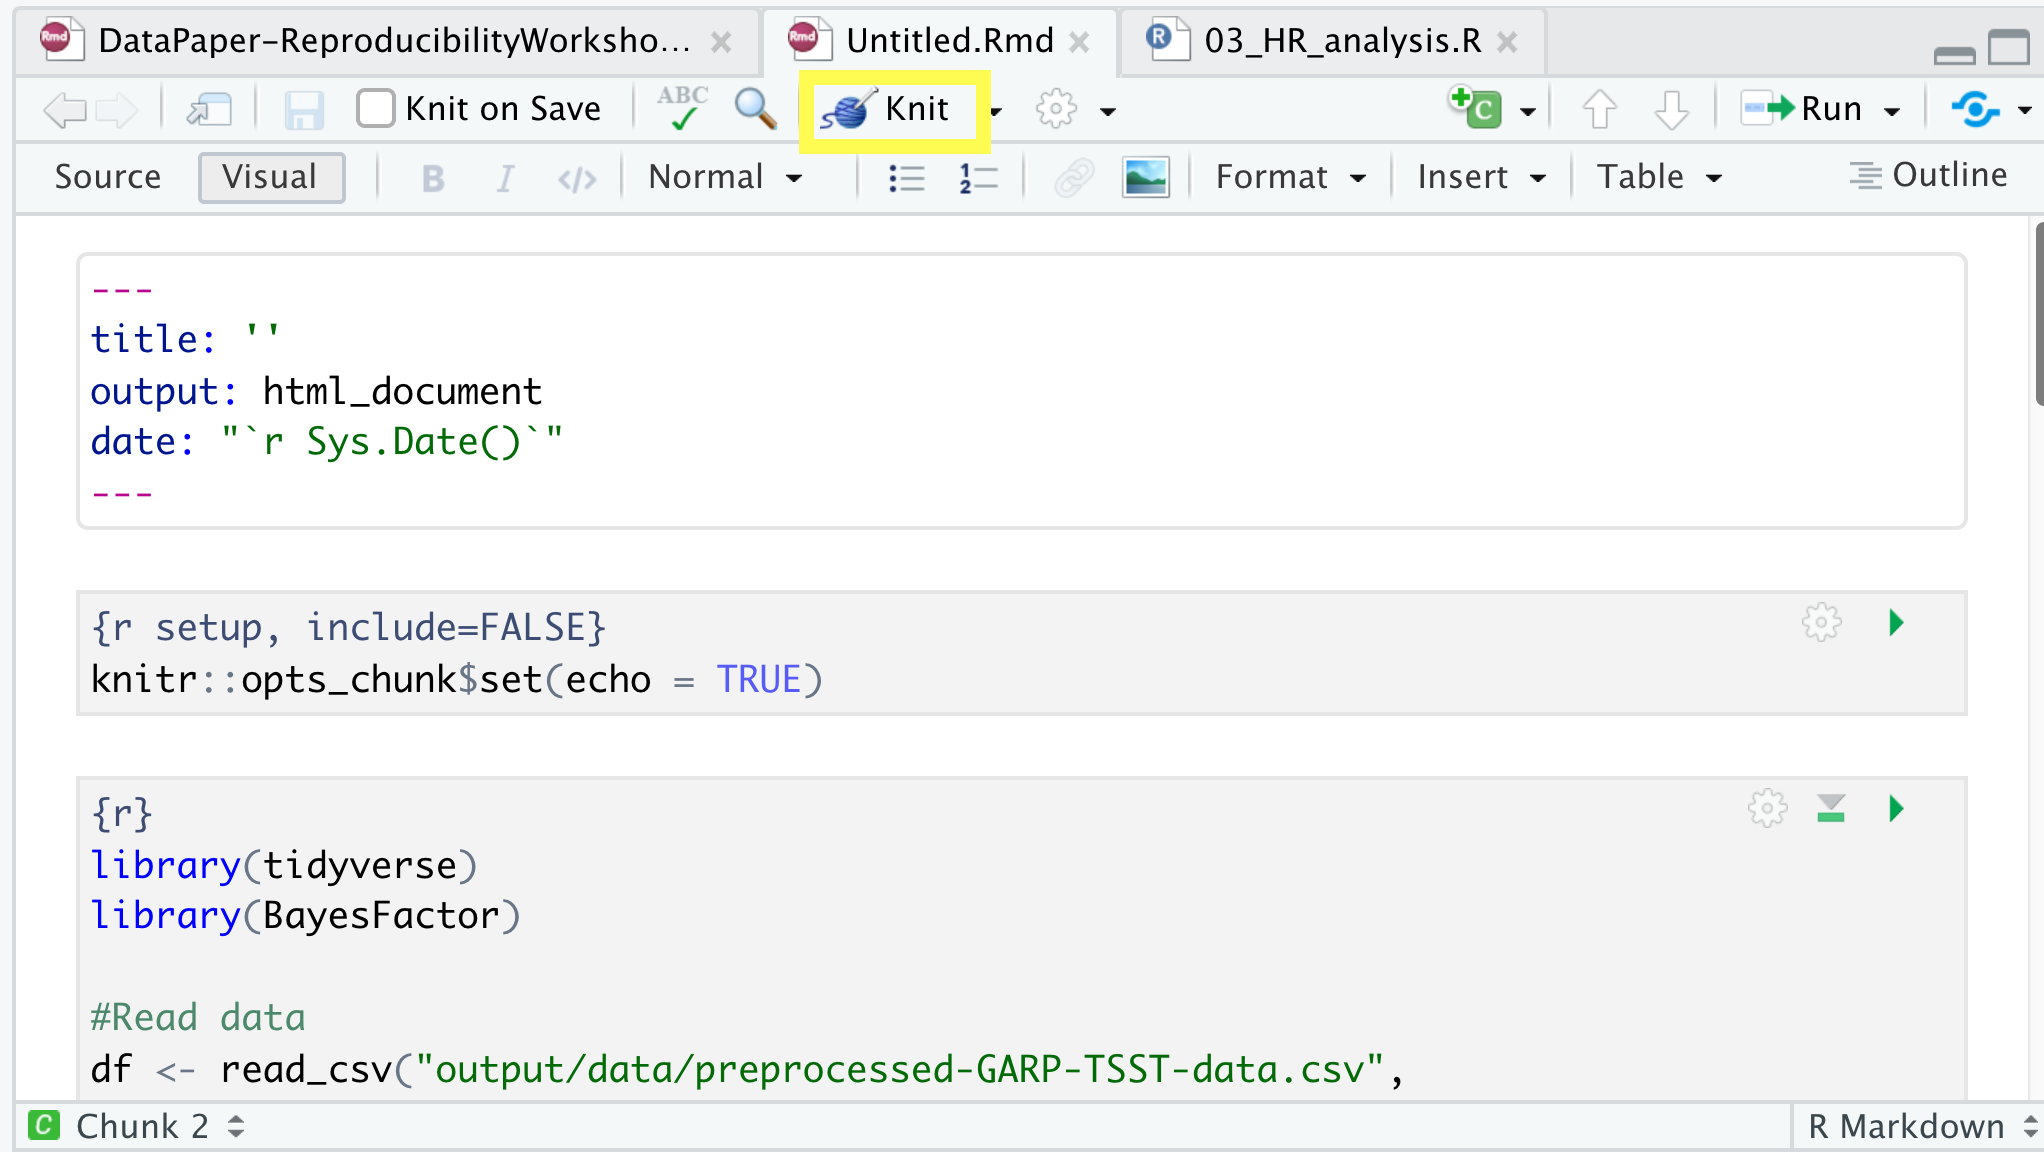 DataPaper-ReproducibilityWorksho... Untitled.Rmd 03_HR_analysis.R
Knit on Save ABC Knit Run
Source Visual B I </> Normal Format Insert Table Outline
---
title: ''
output: html_document
date: "`r Sys.Date()`"
---
{r setup, include=FALSE}
knitr::opts_chunk$set(echo = TRUE)
{r}
library(tidyverse)
library(BayesFactor)
#Read data
df <- read_csv("output/data/preprocessed-GARP-TSST-data.csv",
C Chunk 2 R Markdown